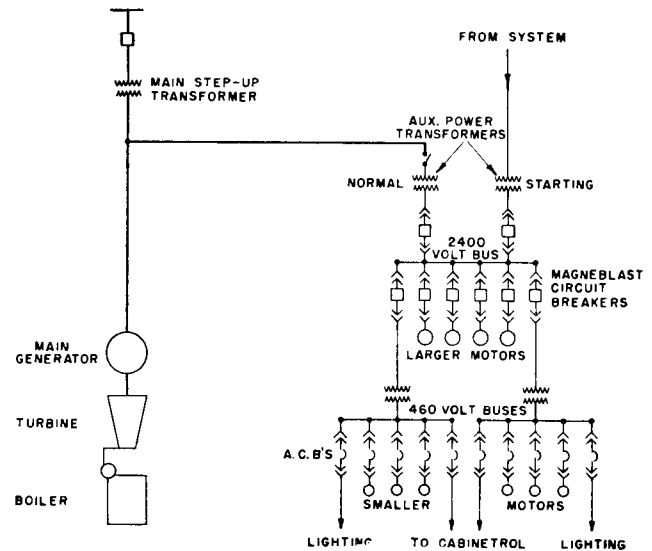 FROM SYSTEM
MAIN STEP-UP
TRANSFORMER
AUX. POWER
TRANSFORMERS
NORMAL
STARTING
2400
VOLT BUS
MAGNEBLAST
CIRCUIT
BREAKERS
MAIN
GENERATOR
LARGER MOTORS
TURBINE
460 VOLT BUSES
A.C.B'S
BOILER
SMALLER
MOTORS
LIGHTING
TO CABINETROL
LIGHTING